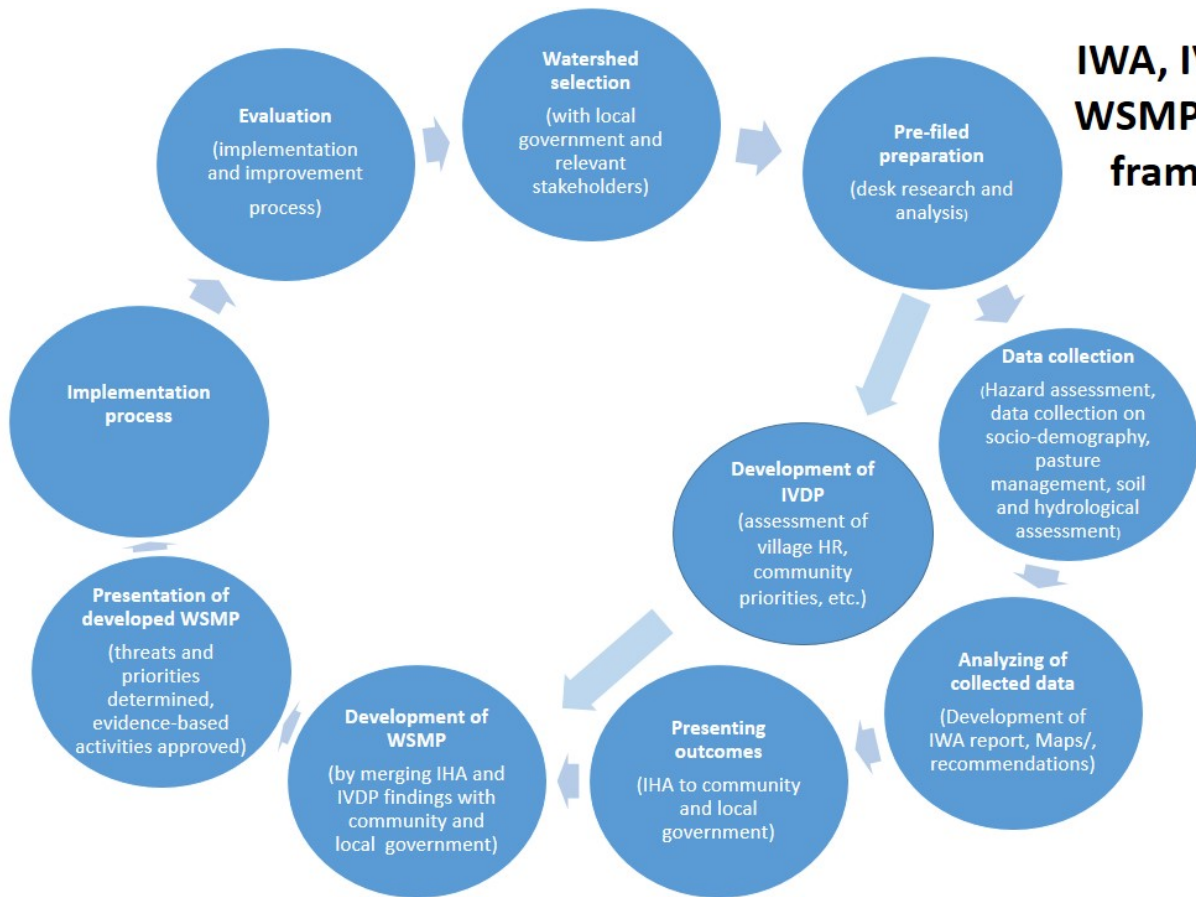 IWA, IV
WSMP
fram
Watershed
selection
(with local
government and
relevant
stakeholders)
Pre-filed
preparation
(desk research and
analysis)
Data collection
(Hazard assessment,
data collection on
socio-demography,
pasture
management, soil
and hydrological
assessment)
Analyzing of
collected data
(Development of
IWA report, Maps/,
recommendations)
Presenting
outcomes
(IHA to community
and local
government)
Development of
IVDP
(assessment of
village HR,
community
priorities, etc.)
Development of
WSMP
(by merging IHA and
IVDP findings with
community and
local government)
Presentation of
developed WSMP
(threats and
priorities
determined,
evidence-based
activities approved)
Implementation
process
Evaluation
(implementation
and improvement
process)